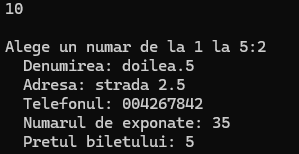 10
Alege un numar de la 1 la 5:2
Denumirea: doilea.5
Adresa: strada 2.5
Telefonul: 004267842
Numarul de exponate: 35
Pretul biletului: 5